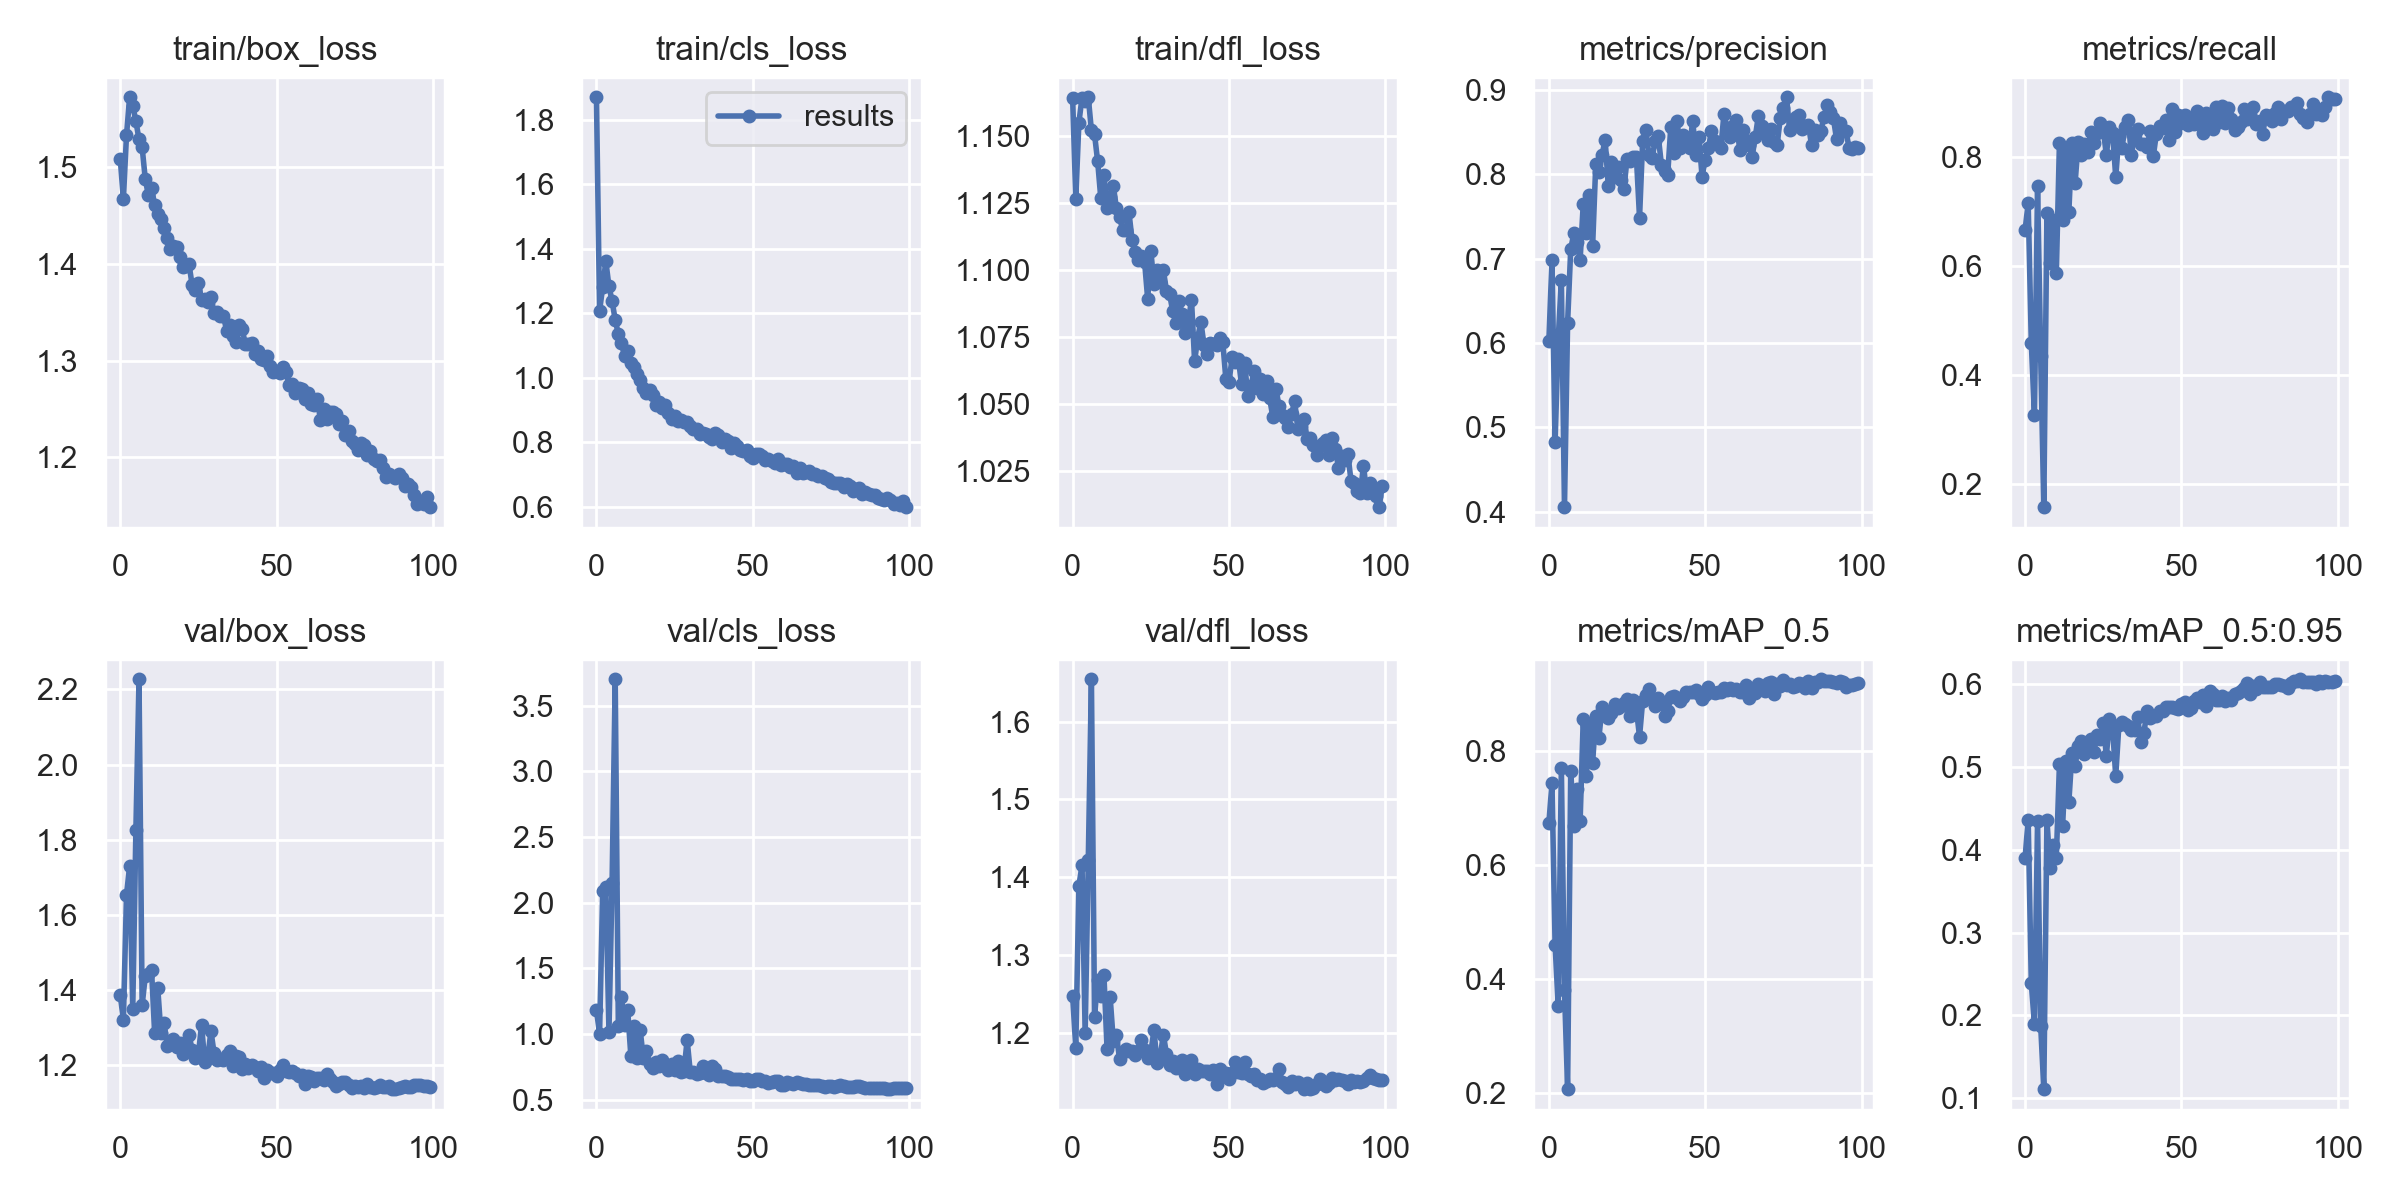 train/box_loss
1.5
1.4
1.3
1.2
0 50 100
train/cls_loss
results
1.8
1.6
1.4
1.2
1.0
0.8
0.6
0 50 100
train/dfl_loss
1.150
1.125
1.100
1.075
1.050
1.025
0 50 100
metrics/precision
0.9
0.8
0.7
0.6
0.5
0.4
0 50 100
metrics/recall
0.8
0.6
0.4
0.2
0 50 100
val/box_loss
2.2
2.0
1.8
1.6
1.4
1.2
0 50 100
val/cls_loss
3.5
3.0
2.5
2.0
1.5
1.0
0.5
0 50 100
val/dfl_loss
1.6
1.5
1.4
1.3
1.2
0 50 100
metrics/mAP_0.5
0.8
0.6
0.4
0.2
0 50 100
metrics/mAP_0.5:0.95
0.6
0.5
0.4
0.3
0.2
0.1
0 50 100